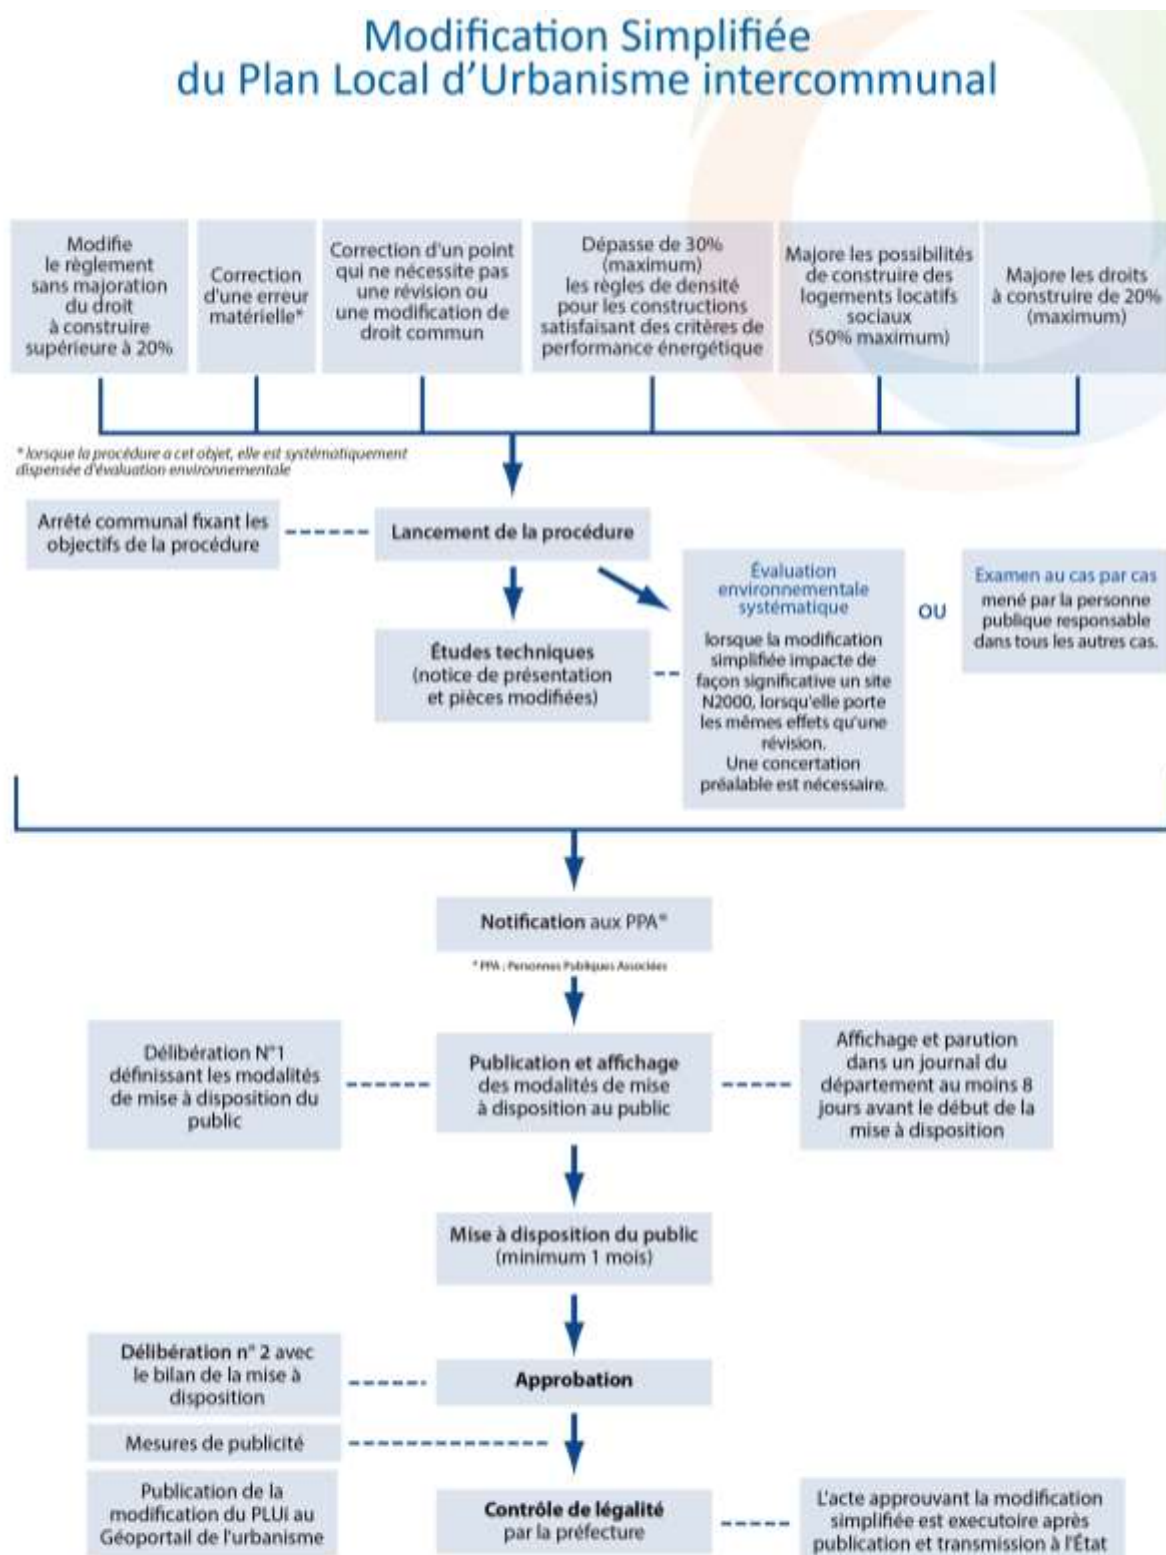 Modification Simplifiée
du Plan Local d'Urbanisme intercommunal
Modifie
le règlement
sans majoration
du droit
à construire
supérieure à 20%
Correction
d'une erreur
matérielle*
Correction d'un point
qui ne nécessite pas
une révision ou
une modification de
droit commun
Dépasse de 30%
(maximum)
les règles de densité
pour les constructions
satisfaisant des critères de
performance énergétique
Majore les possibilités
de construire des
logements locatifs
sociaux
(50% maximum)
Majore les droits
à construire de 20%
(maximum)
* lorsque la procédure a cet objet, elle est systématiquement
dispensée d'évaluation environnementale
Arrêté communal fixant les
objectifs de la procédure
Lancement de la procédure
Études techniques
(notice de présentation
et pièces modifiées)
Évaluation
environnementale
systématique
lorsque la modification
simplifiée impacte de
façon significative un site
N2000, lorsqu'elle porte
les mêmes effets qu'une
révision.
Une concertation
préalable est nécessaire.
OU
Examen au cas par cas
mené par la personne
publique responsable
dans tous les autres cas.
Notification aux PPA*
* PPA : Personnes Publiques Associées
Délibération N°1
définissant les modalités
de mise à disposition du
public
Publication et affichage
des modalités de mise
à disposition au public
Affichage et parution
dans un journal du
département au moins 8
jours avant le début de la
mise à disposition
Mise à disposition du public
(minimum 1 mois)
Délibération n° 2 avec
le bilan de la mise à
disposition
Approbation
Mesures de publicité
Publication de la
modification du PLUi au
Géoportail de l'urbanisme
Contrôle de légalité
par la préfecture
L'acte approuvant la modification
simplifiée est executoire après
publication et transmission à l'État